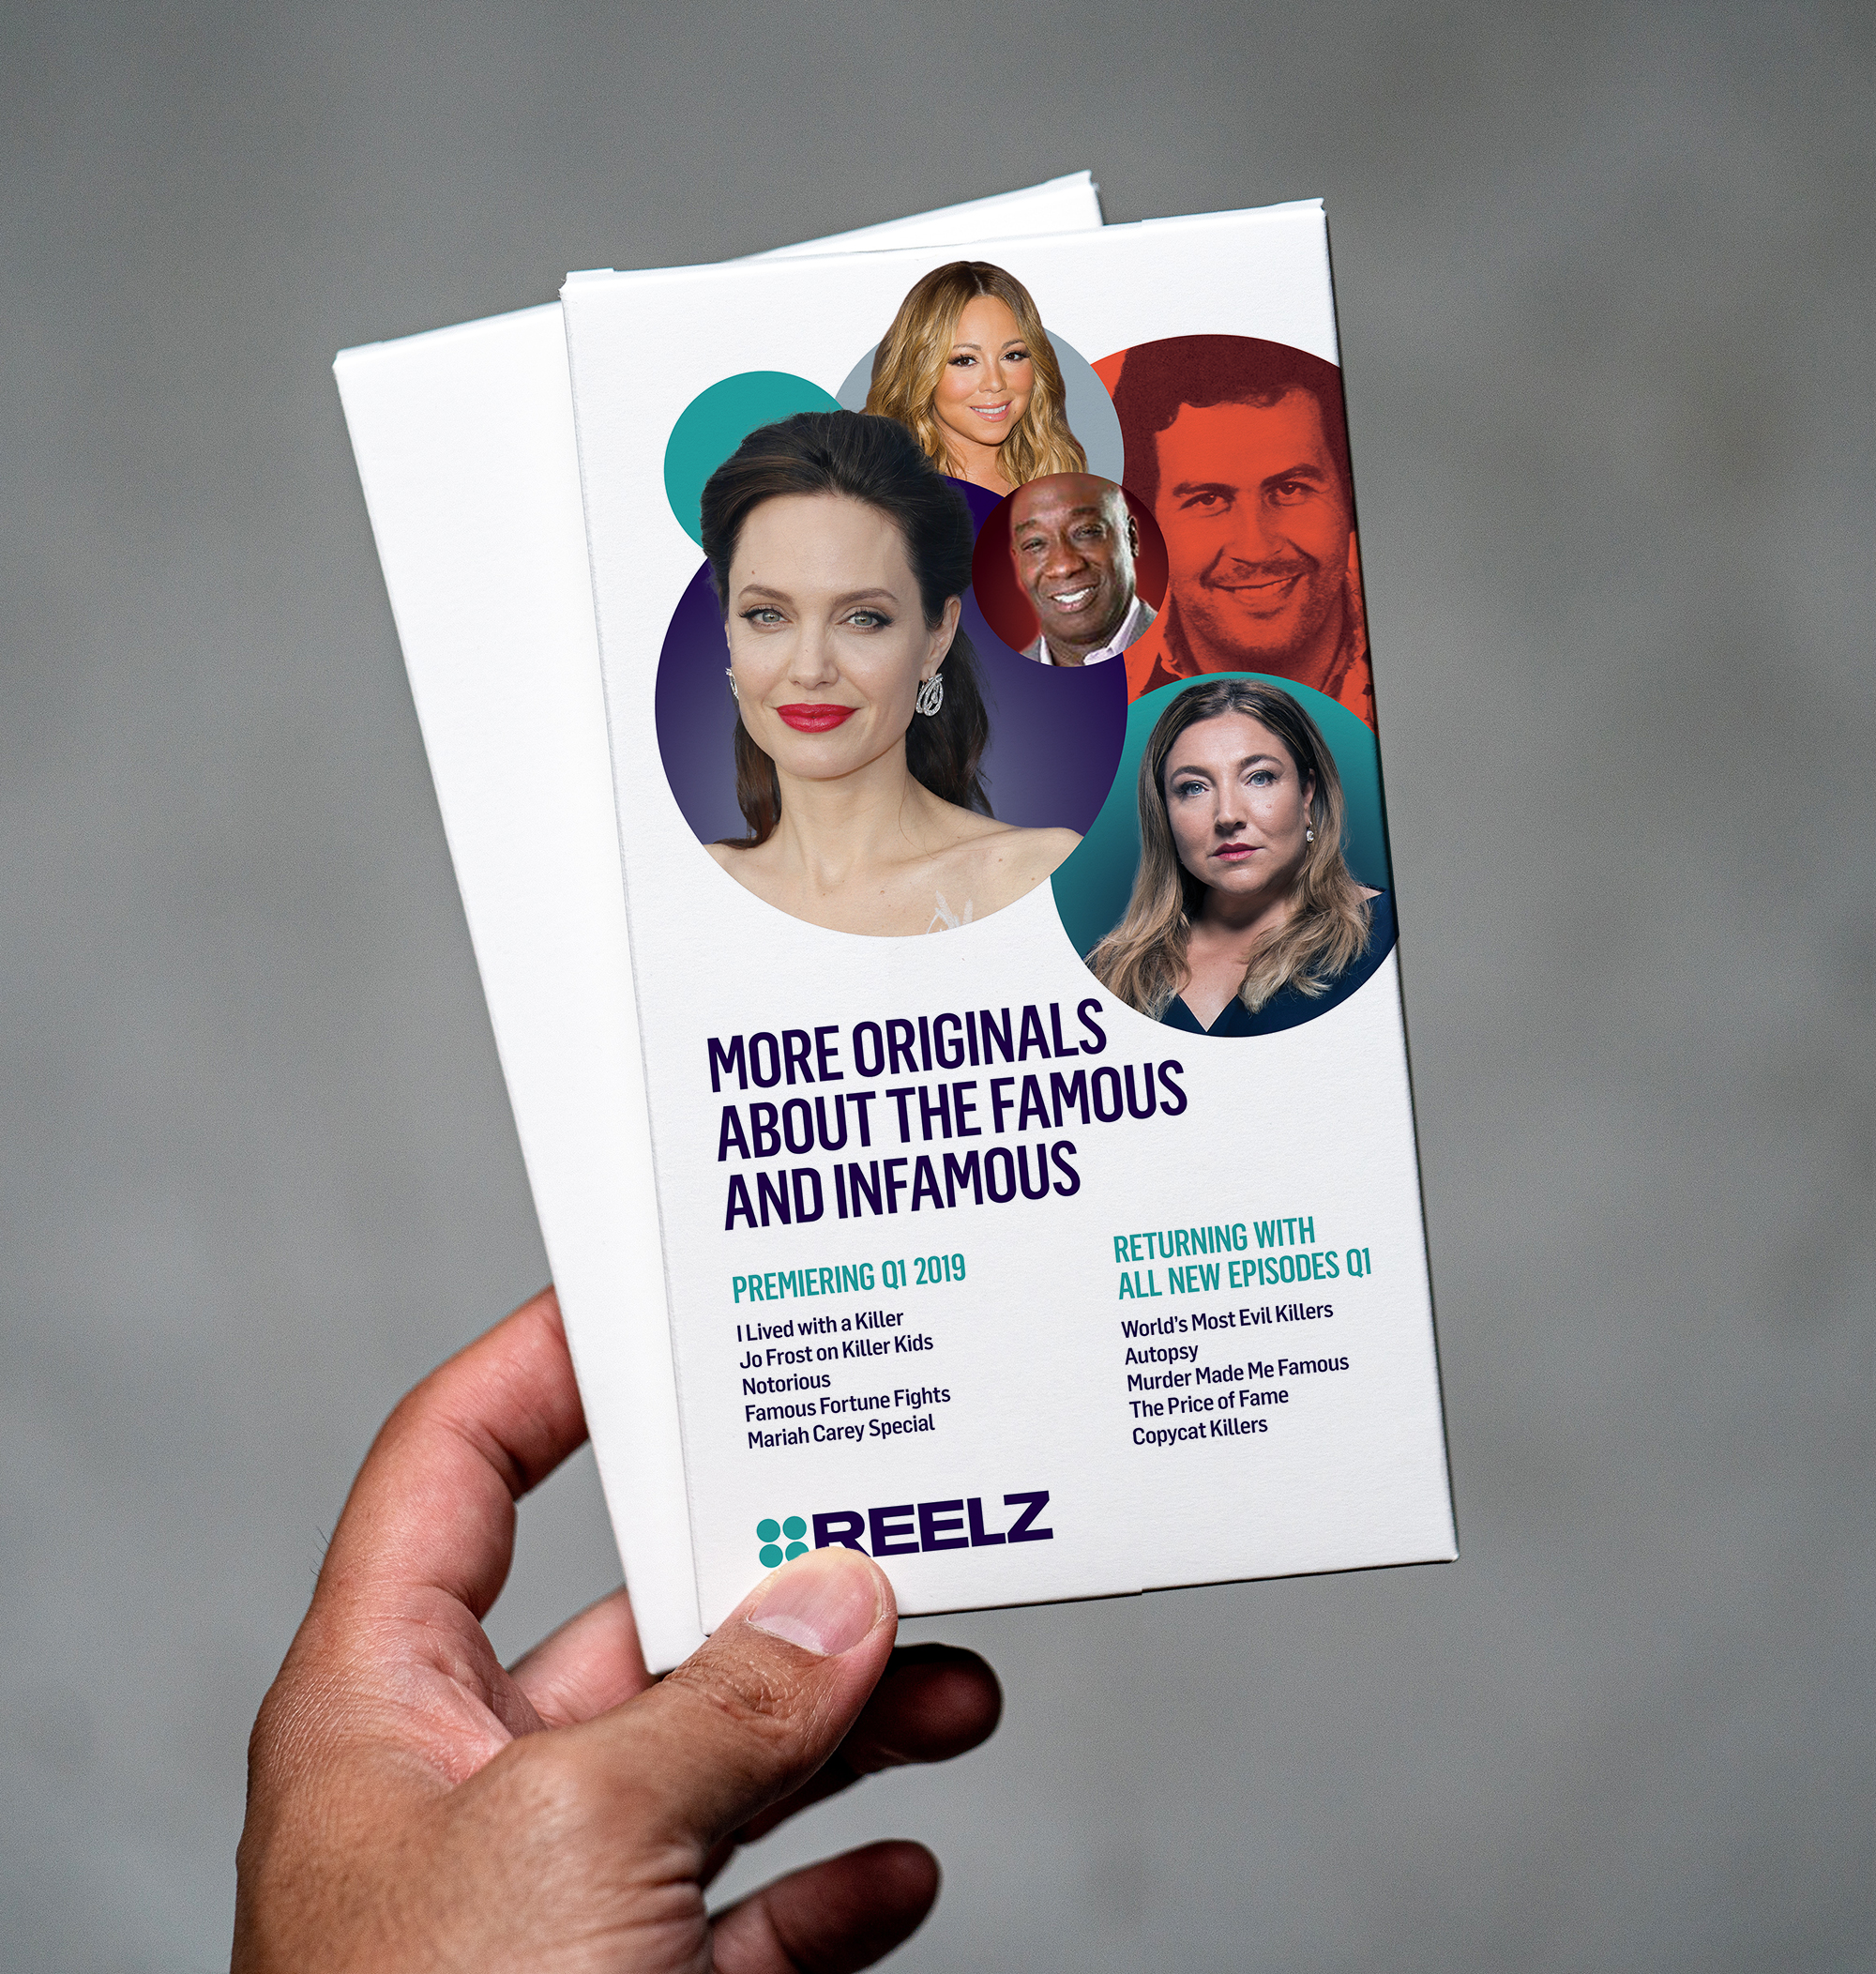 MORE ORIGINALS
ABOUT THE FAMOUS
AND INFAMOUS
PREMIERING Q1 2019
I Lived with a Killer
Jo Frost on Killer Kids
Notorious
Famous Fortune Fights
Mariah Carey Special
RETURNING WITH
ALL NEW EPISODES Q1
World's Most Evil Killers
Autopsy
Murder Made Me Famous
The Price of Fame
Copycat Killers
REELZ